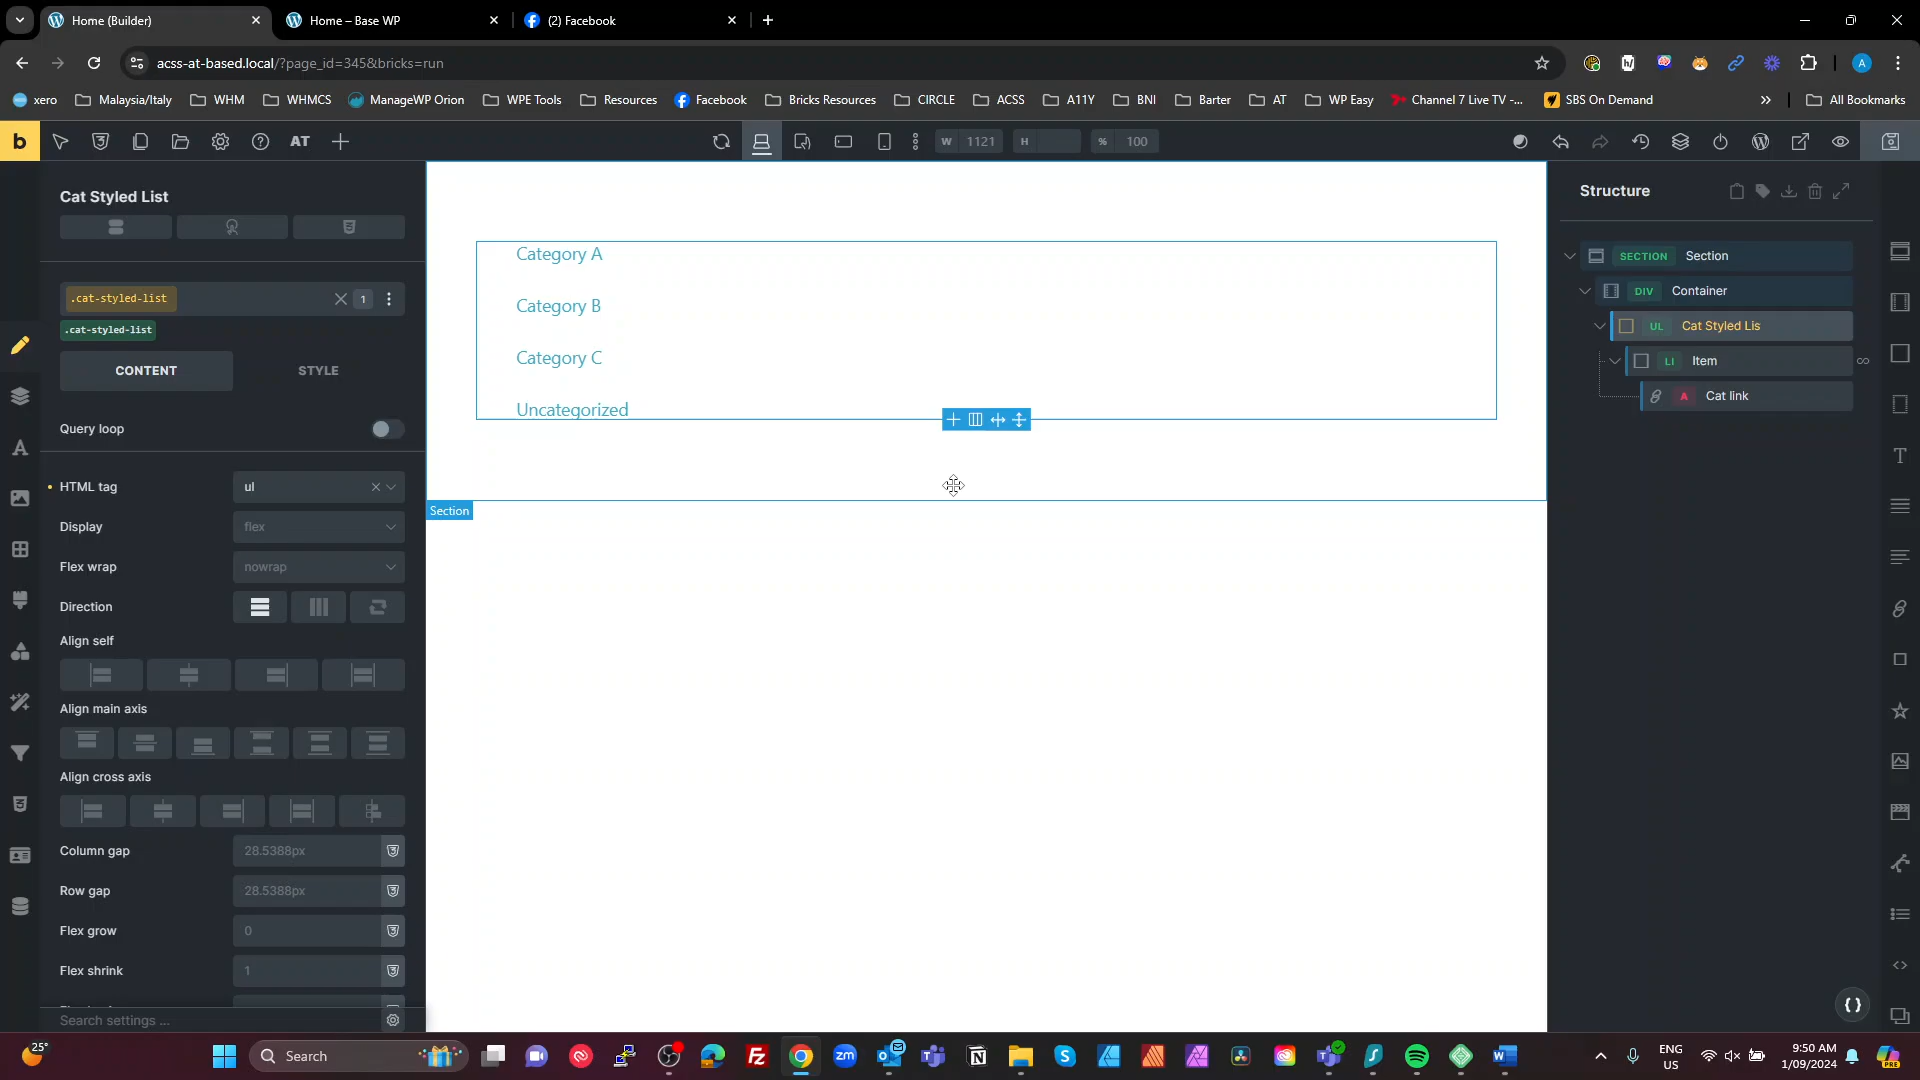 Home (Builder)
Home – Base WP
(2) Facebook
acss-at-based.local/?page_id=345&bricks=run
xero
Malaysia/Italy
WHM
WHMCS
ManageWP Orion
WPE Tools
Resources
Facebook
Bricks Resources
CIRCLE
ACSS
A11Y
BNI
Barter
AT
WP Easy
Channel 7 Live TV -...
SBS On Demand
All Bookmarks
b
AT
W 1121
H
% 100
Cat Styled List
.cat-styled-list
1
.cat-styled-list
CONTENT
STYLE
Query loop
HTML tag
ul
Display
flex
Flex wrap
nowrap
Direction
Align self
Align main axis
Align cross axis
Column gap
28.5388px
Row gap
28.5388px
Flex grow
0
Flex shrink
1
Search settings ...
Category A
Category B
Category C
Uncategorized
Section
Structure
SECTION Section
DIV Container
UL Cat Styled Lis
LI Item
A Cat link
25°
Search
ENG
US
9:50 AM
1/09/2024